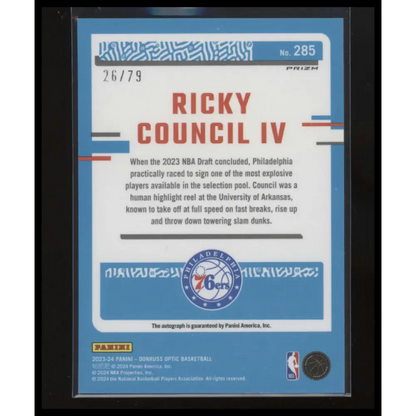 No. 285
26/79
PRIZM
RICKY
COUNCIL IV
When the 2023 NBA Draft concluded, Philadelphia
practically raced to sign one of the most explosive
players available in the selection pool. Council was a
human highlight reel at the University of Arkansas,
known to take off at full speed on fast breaks, rise up
and throw down towering slam dunks.
PHILADELPHIA
76ers
The autograph is guaranteed by Panini America, Inc.
PANINI
2023-24 PANINI – DONRUSS OPTIC BASKETBALL
© 2024 Panini America, Inc.
© 2024 NBA Properties, Inc.
© 2024 the National Basketball Players Association. All rights reserved.